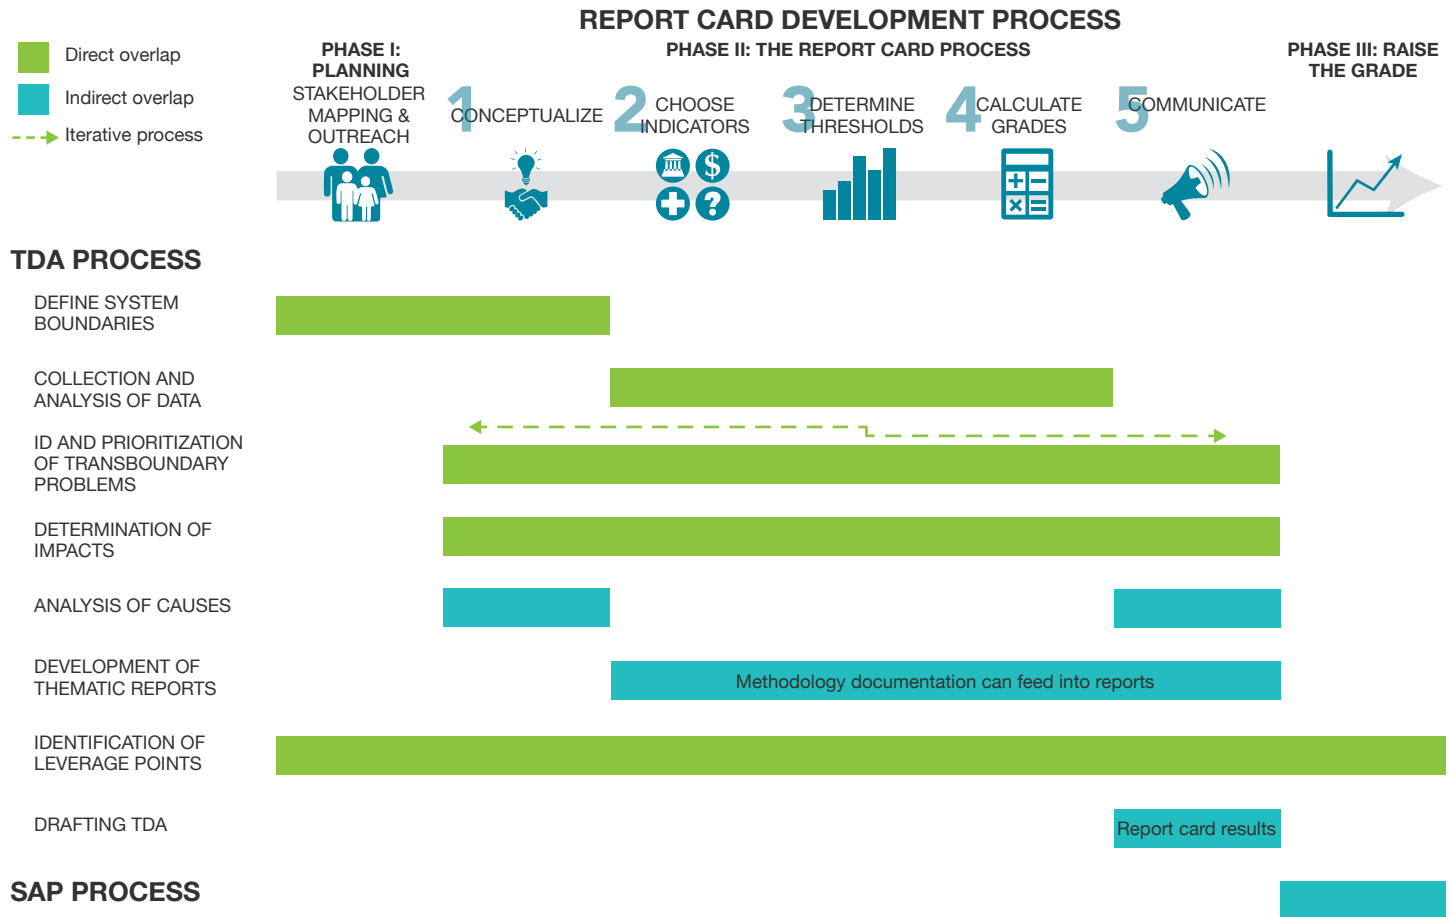 REPORT CARD DEVELOPMENT PROCESS
Direct overlap
Indirect overlap
Iterative process
PHASE I:
PLANNING
STAKEHOLDER
MAPPING &
OUTREACH
PHASE II: THE REPORT CARD PROCESS
1 CONCEPTUALIZE
2 CHOOSE
INDICATORS
3 DETERMINE
THRESHOLDS
4 CALCULATE
GRADES
5 COMMUNICATE
PHASE III: RAISE
THE GRADE
$
?
TDA PROCESS
DEFINE SYSTEM
BOUNDARIES
COLLECTION AND
ANALYSIS OF DATA
ID AND PRIORITIZATION
OF TRANSBOUNDARY
PROBLEMS
DETERMINATION OF
IMPACTS
ANALYSIS OF CAUSES
DEVELOPMENT OF
THEMATIC REPORTS
Methodology documentation can feed into reports
IDENTIFICATION OF
LEVERAGE POINTS
DRAFTING TDA
Report card results
SAP PROCESS